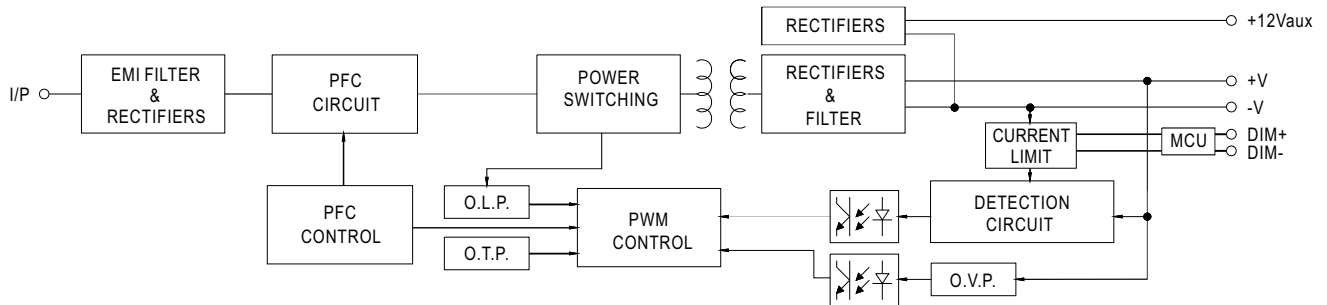 RECTIFIERS
+12Vaux
I/P
EMI FILTER
&
RECTIFIERS
PFC
CIRCUIT
POWER
SWITCHING
RECTIFIERS
&
FILTER
+V
-V
CURRENT
LIMIT
MCU
DIM+
DIM-
PFC
CONTROL
O.L.P.
O.T.P.
PWM
CONTROL
DETECTION
CIRCUIT
O.V.P.